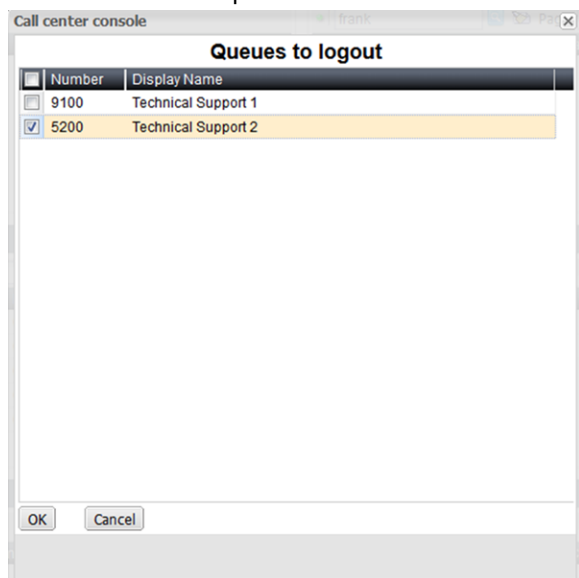 Call center console frank Pag
Queues to logout
Number Display Name
9100 Technical Support 1
5200 Technical Support 2
OK Cancel